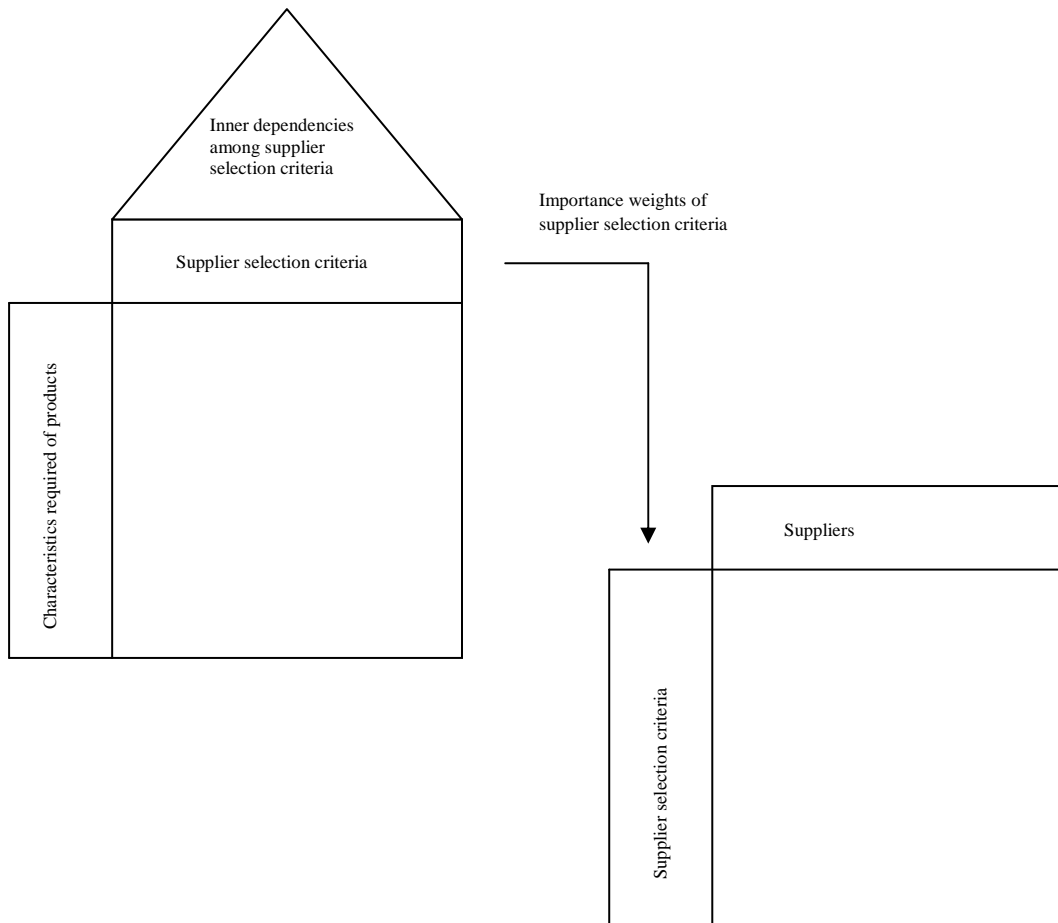 Inner dependencies
among supplier
selection criteria
Importance weights of
supplier selection criteria
Supplier selection criteria
Characteristics required of products
Suppliers
Supplier selection criteria